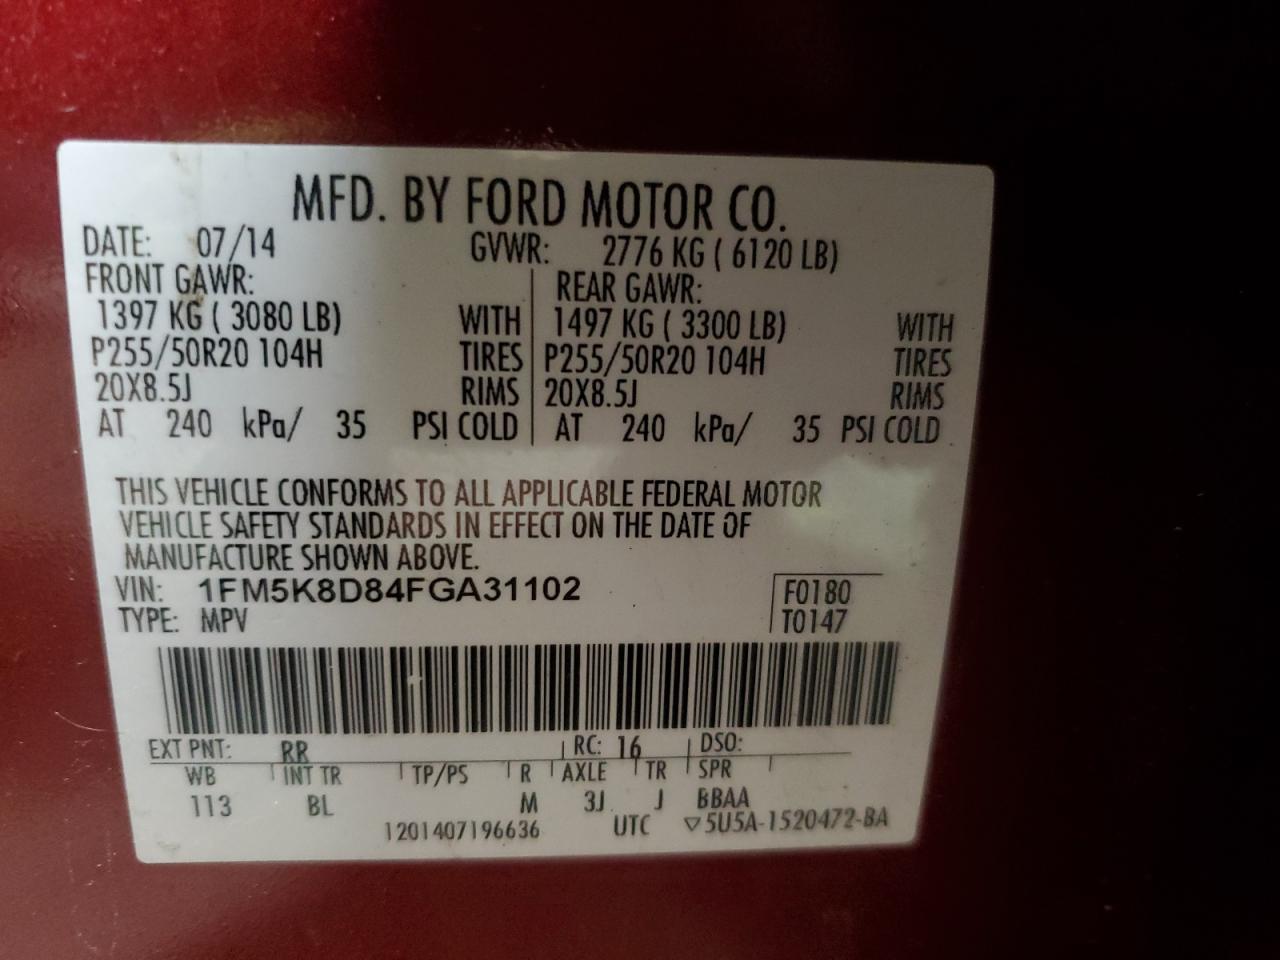 MFD. BY FORD MOTOR CO.
DATE: 07/14 GVWR: 2776 KG ( 6120 LB)
FRONT GAWR: REAR GAWR:
1397 KG ( 3080 LB) WITH 1497 KG ( 3300 LB) WITH
P255/50R20 104H TIRES P255/50R20 104H TIRES
20X8.5J RIMS 20X8.5J RIMS
AT 240 kPa/ 35 PSI COLD AT 240 kPa/ 35 PSI COLD
THIS VEHICLE CONFORMS TO ALL APPLICABLE FEDERAL MOTOR
VEHICLE SAFETY STANDARDS IN EFFECT ON THE DATE OF
MANUFACTURE SHOWN ABOVE.
VIN: 1FM5K8D84FGA31102 F0180
TYPE: MPV T0147
EXT PNT: RR RC: 16 DSO:
WB INT TR TP/PS R AXLE TR SPR
113 BL M 3J J BBAA
1201407196636 UTC ▽5U5A-1520472-BA